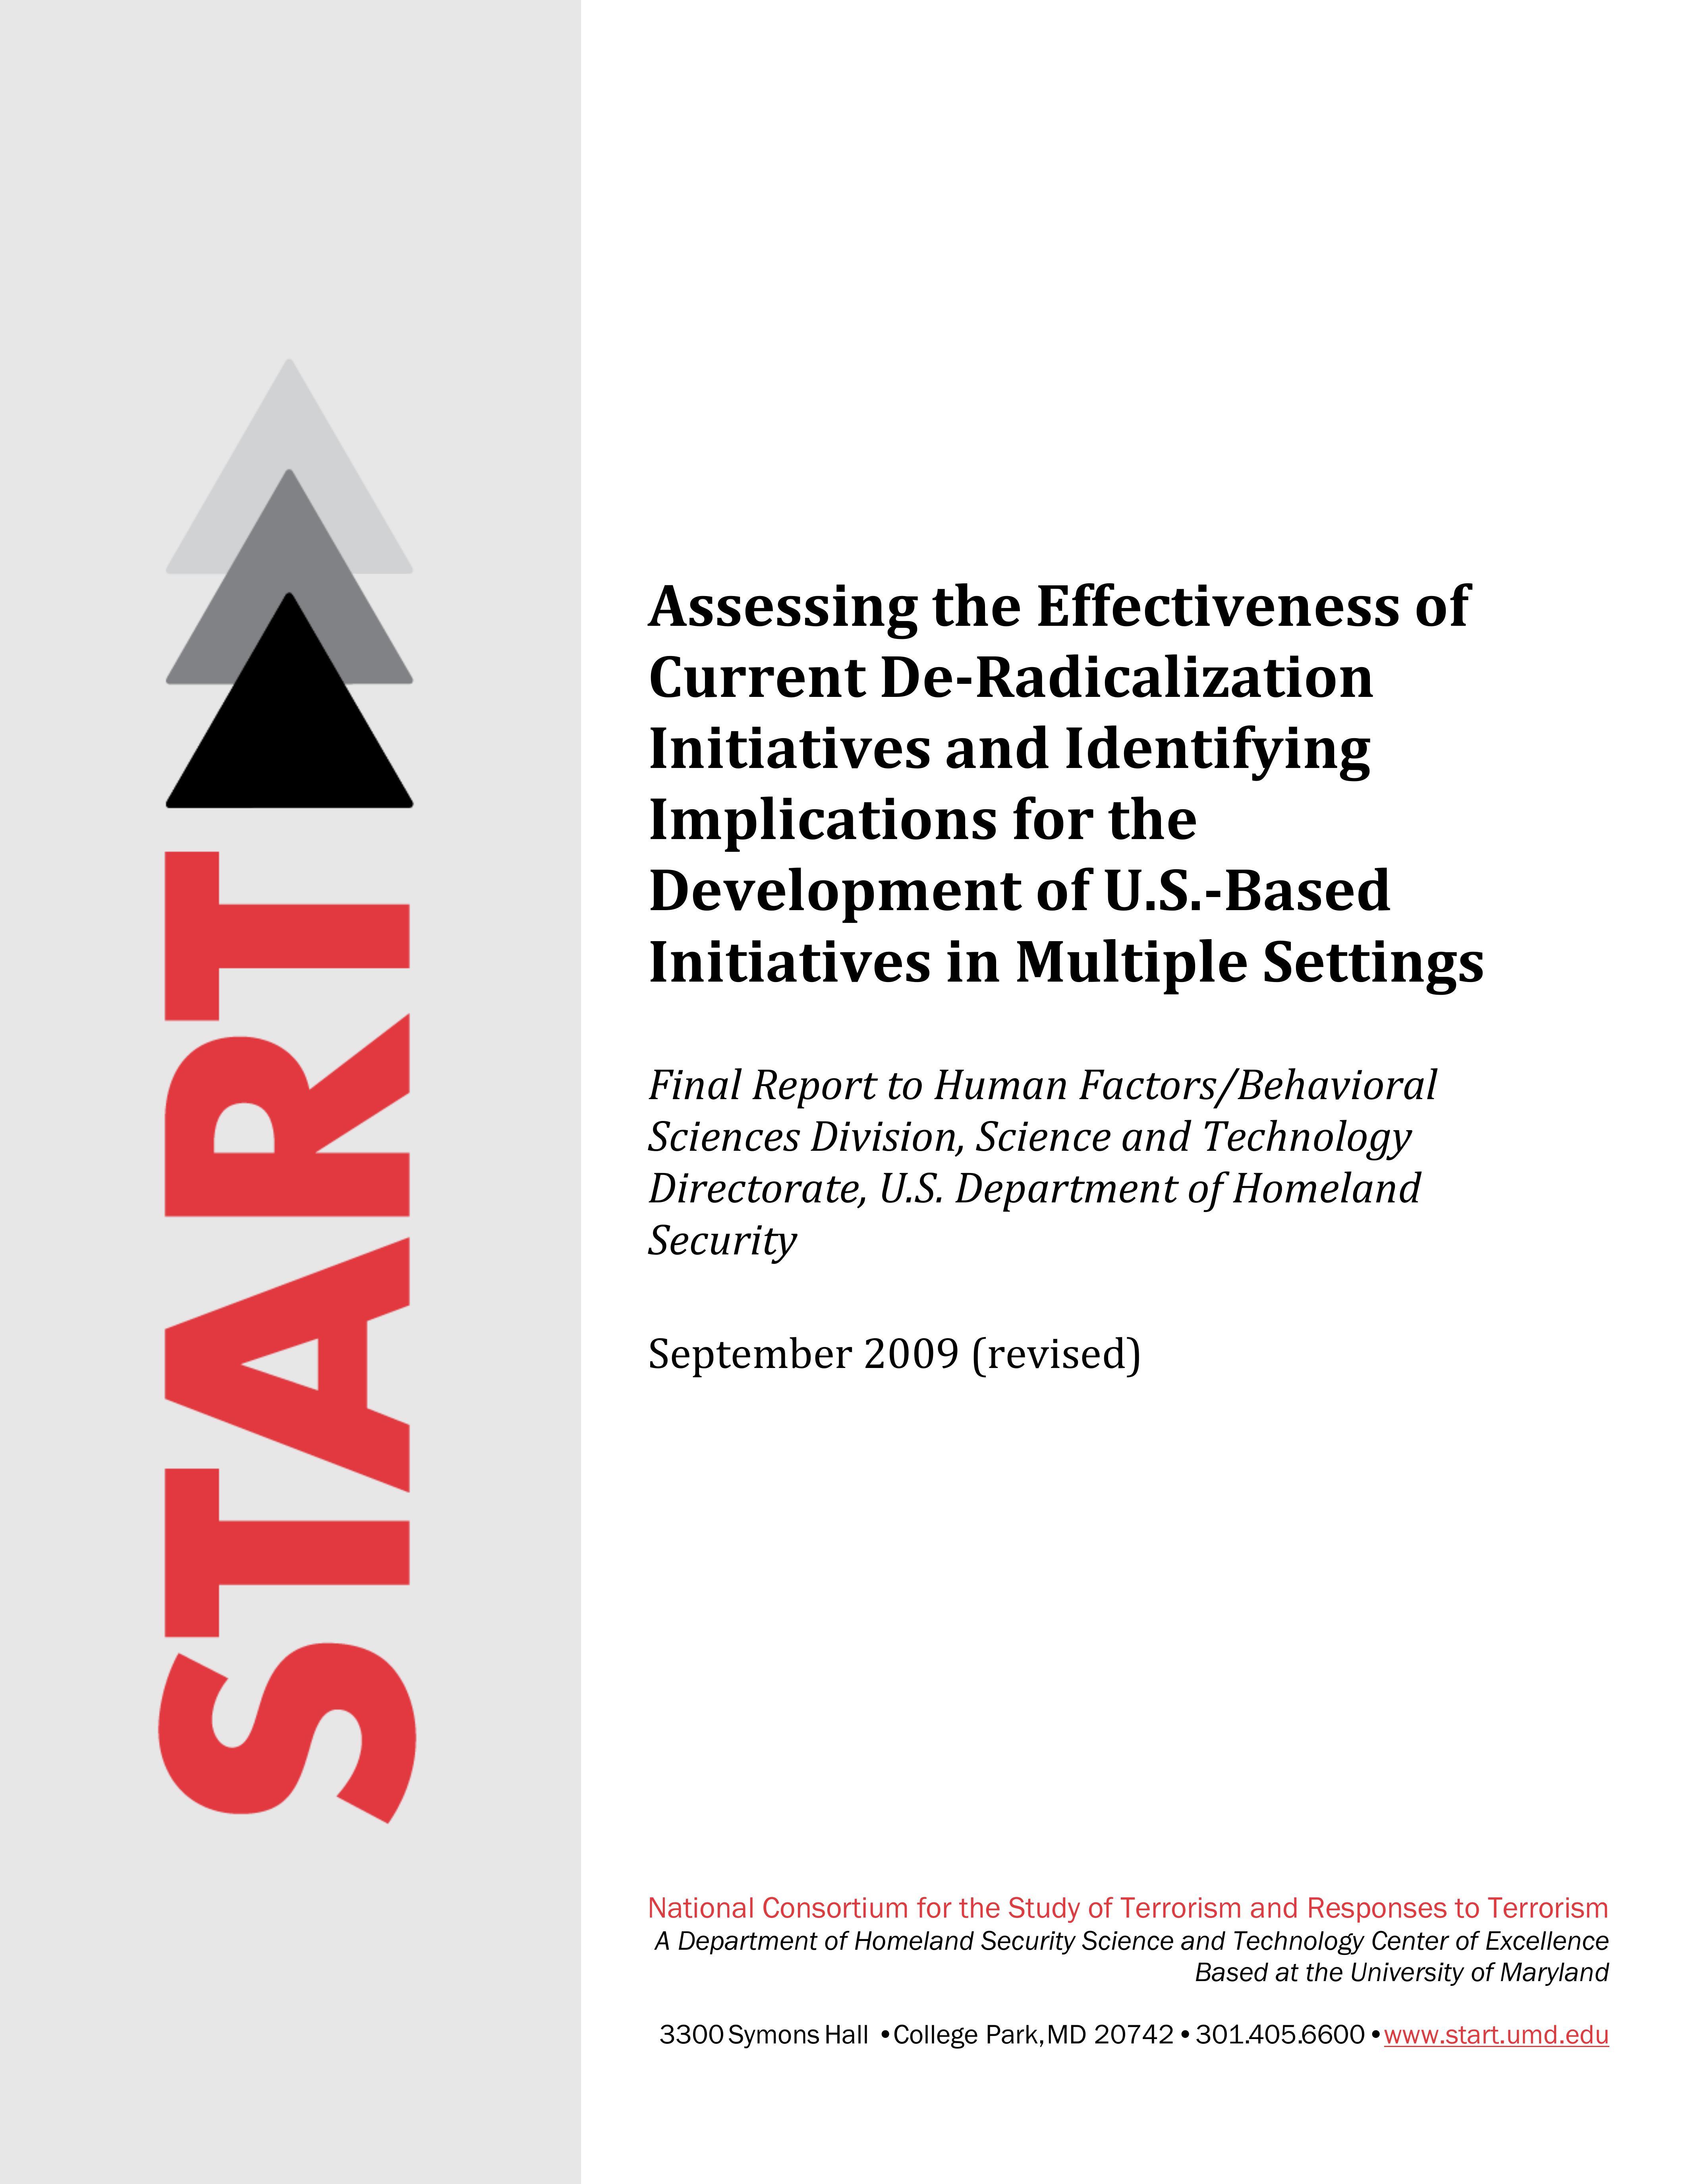 START
Assessing the Effectiveness of
Current De-Radicalization
Initiatives and Identifying
Implications for the
Development of U.S.-Based
Initiatives in Multiple Settings
Final Report to Human Factors/Behavioral
Sciences Division, Science and Technology
Directorate, U.S. Department of Homeland
Security
September 2009 (revised)
National Consortium for the Study of Terrorism and Responses to Terrorism
A Department of Homeland Security Science and Technology Center of Excellence
Based at the University of Maryland
3300 Symons Hall •College Park, MD 20742 • 301.405.6600 •www.start.umd.edu